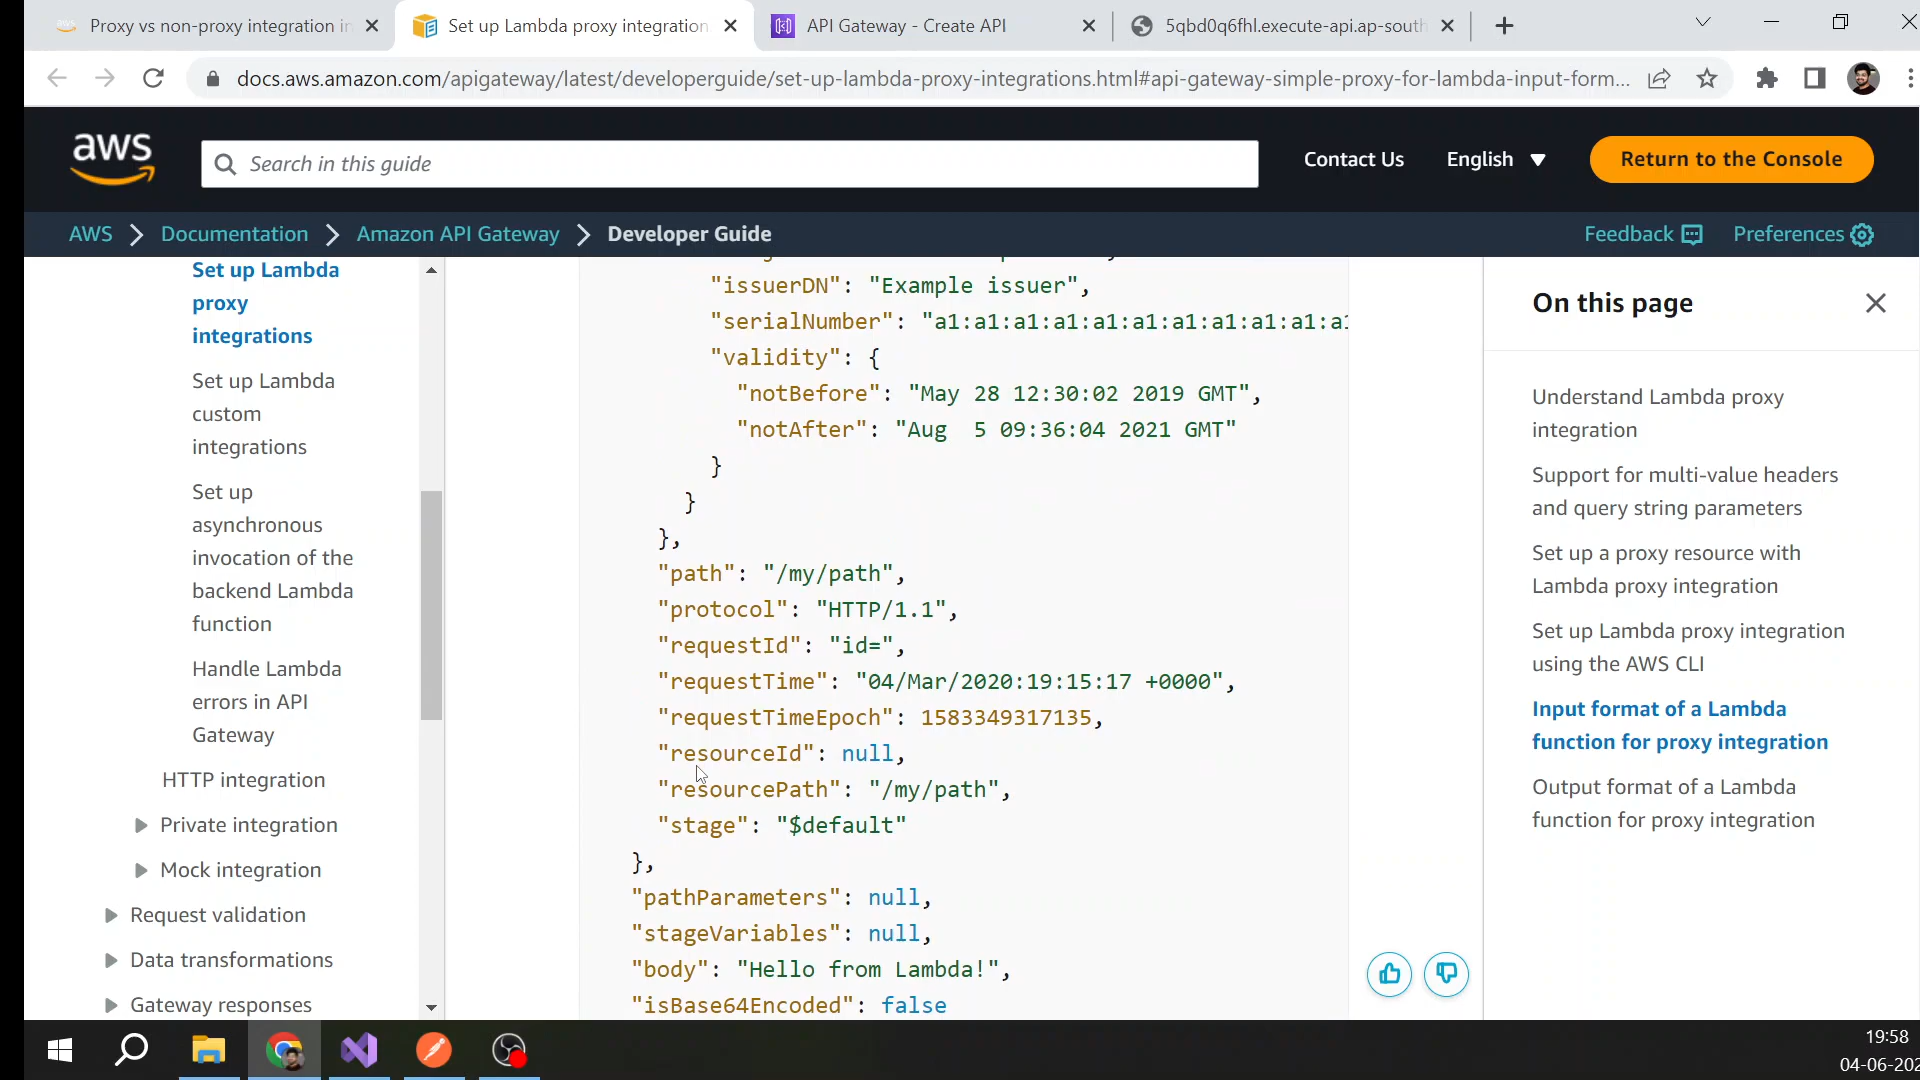 Proxy vs non-proxy integration in
Set up Lambda proxy integration
API Gateway - Create API
5qbd0q6fhl.execute-api.ap-south
docs.aws.amazon.com/apigateway/latest/developerguide/set-up-lambda-proxy-integrations.html#api-gateway-simple-proxy-for-lambda-input-form...
aws
Search in this guide
Contact Us
English
Return to the Console
AWS
Documentation
Amazon API Gateway
Developer Guide
Feedback
Preferences
Set up Lambda
proxy
integrations
Set up Lambda
custom
integrations
Set up
asynchronous
invocation of the
backend Lambda
function
Handle Lambda
errors in API
Gateway
HTTP integration
Private integration
Mock integration
Request validation
Data transformations
Gateway responses
"issuerDN": "Example issuer",
"serialNumber": "a1:a1:a1:a1:a1:a1:a1:a1:a1:a1:a1
"validity": {
"notBefore": "May 28 12:30:02 2019 GMT",
"notAfter": "Aug  5 09:36:04 2021 GMT"
}
}
},
"path": "/my/path",
"protocol": "HTTP/1.1",
"requestId": "id=",
"requestTime": "04/Mar/2020:19:15:17 +0000",
"requestTimeEpoch": 1583349317135,
"resourceId": null,
"resourcePath": "/my/path",
"stage": "$default"
},
"pathParameters": null,
"stageVariables": null,
"body": "Hello from Lambda!",
"isBase64Encoded": false
On this page
Understand Lambda proxy
integration
Support for multi-value headers
and query string parameters
Set up a proxy resource with
Lambda proxy integration
Set up Lambda proxy integration
using the AWS CLI
Input format of a Lambda
function for proxy integration
Output format of a Lambda
function for proxy integration
19:58
04-06-202